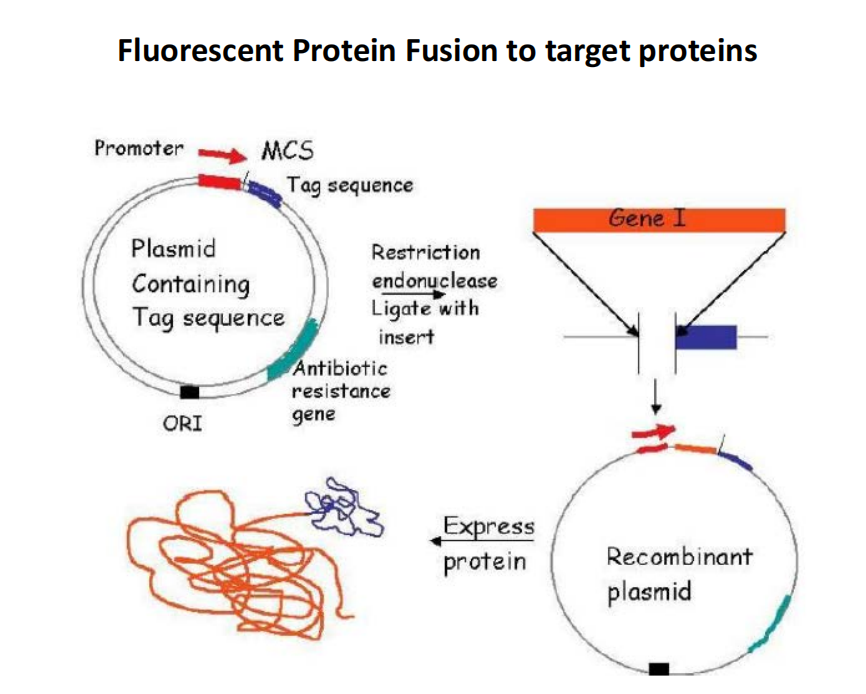 Fluorescent Protein Fusion to target proteins
Promoter
MCS
Tag sequence
Plasmid
Containing
Tag sequence
Antibiotic
resistance
gene
ORI
Restriction
endonuclease
Ligate with
insert
Gene I
Recombinant
plasmid
Express
protein